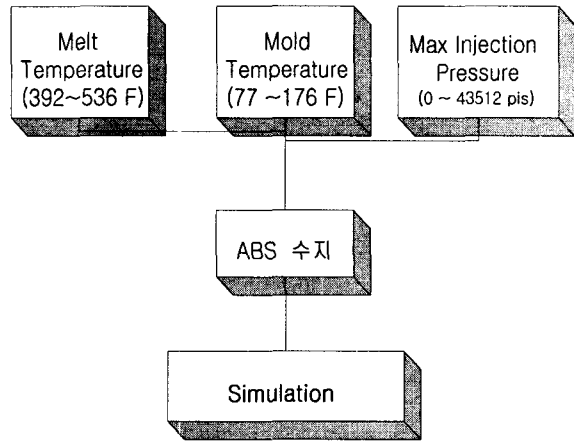 Melt
Temperature
(392~536 F)
Mold
Temperature
(77 ~176 F)
Max Injection
Pressure
(0 ~ 43512 pis)
ABS 수지
Simulation